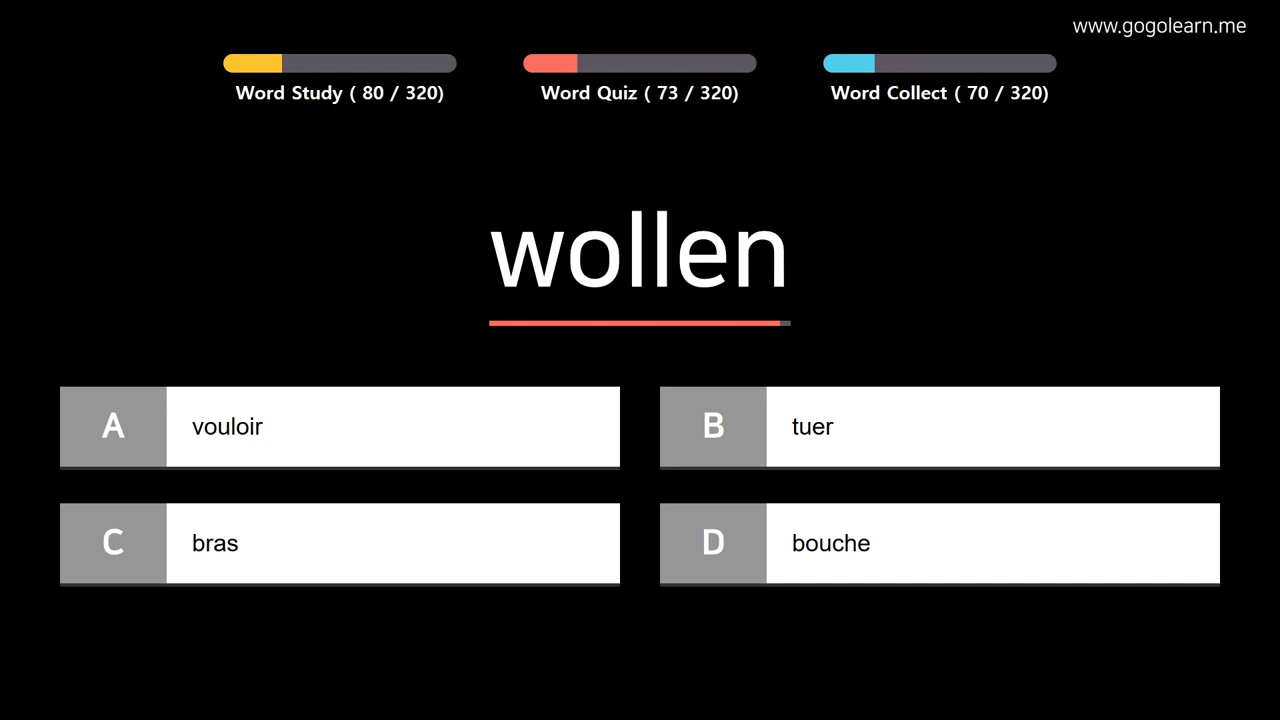 www.gogolearn.me
Word Study ( 80 / 320)
Word Quiz ( 73 / 320)
Word Collect ( 70 / 320)
wollen
A vouloir
B tuer
C bras
D bouche